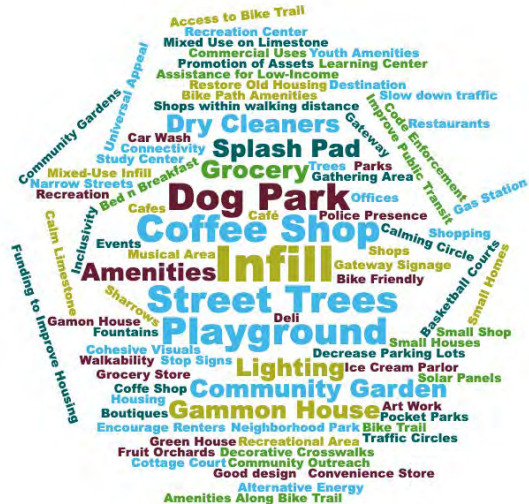 Access to Bike Trail
Recreation Center
Mixed Use on Limestone
Commercial Uses Youth Amenities
Promotion of Assets Learning Center
Assistance for Low-Income
Restore Old Housing Destination
Bike Path Amenities Slow down traffic
Shops within walking distance
Universal Appeal
Community Gardens
Gateway
Code Enforcement
Improve Public Transit
Restaurants
Dry Cleaners
Car Wash
Connectivity
Study Center
Splash Pad
Gathering Area
Grocery
Trees Parks
Mixed-Use Infill
Narrow Streets
Recreation
Bed n Breakfast
Gas Station
Dog Park
Offices
Cafes
Café
Police Presence
Inclusivity
Calm Limestone
Events
Coffee Shop
Calming Circle
Shopping
Musical Area
Infill
Shops
Gateway Signage
Basketball Courts
Small Homes
Amenities
Bike Friendly
Funding to Improve Housing
Sharrows
Street Trees
Gamon House
Deli
Fountains
Playground
Small Shop
Small Houses
Cohesive Visuals
Decrease Parking Lots
Walkability Stop Signs
Lighting
Ice Cream Parlor
Grocery Store
Solar Panels
Coffe Shop
Community Garden
Housing
Boutiques
Gammon House
Art Work
Pocket Parks
Encourage Renters Neighborhood Park Bike Trail
Green House Recreational Area Traffic Circles
Fruit Orchards Decorative Crosswalks
Cottage Court Community Outreach
Good design Convenience Store
Alternative Energy
Amenities Along Bike Trail